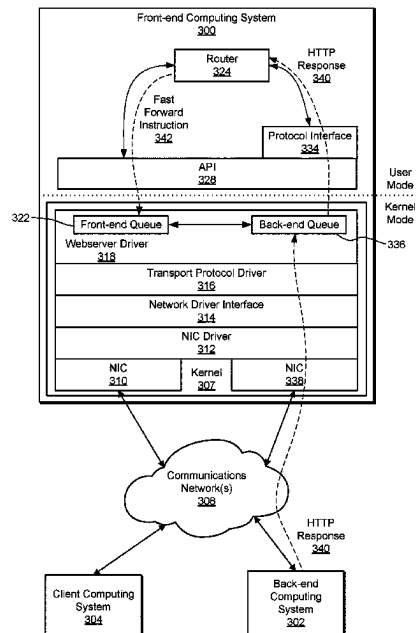 Front-end Computing System
300
Router
324
HTTP
Response
340
Fast
Forward
Instruction
342
Protocol Interface
334
API
328
User
Mode
Kernel
Mode
322
Front-end Queue
Back-end Queue
336
Webserver Driver
318
Transport Protocol Driver
316
Network Driver Interface
314
NIC Driver
312
NIC
310
Kernel
307
NIC
338
Communications
Network(s)
308
HTTP
Response
340
Client Computing
System
304
Back-end
Computing
System
302